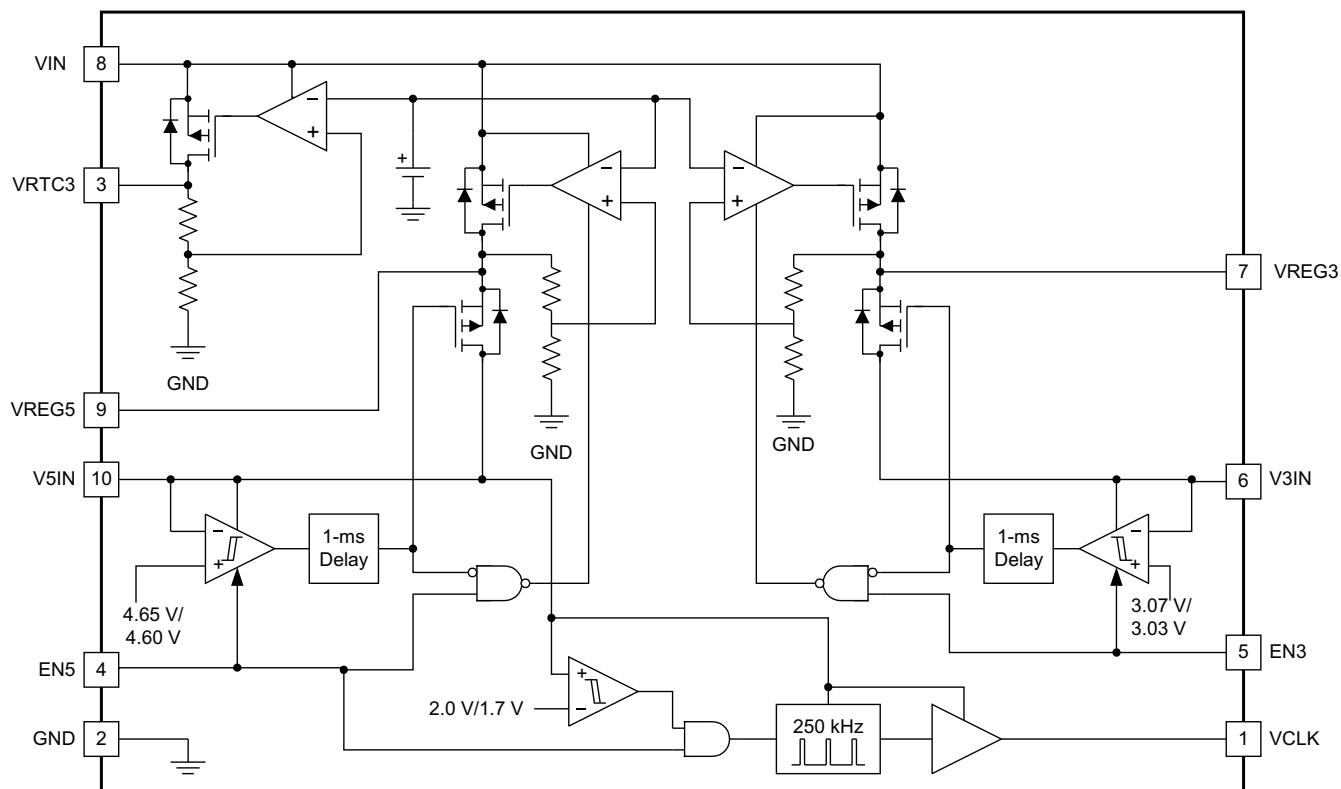 VIN 8
VRTC3 3
GND
VREG5 9
V5IN 10
4.65 V/
4.60 V
EN5 4
GND 2
− +
+
− +
− +
GND
GND
− +
1-ms
Delay
2.0 V/1.7 V
+ −
250 kHz
1-ms
Delay
− +
3.07 V/
3.03 V
7 VREG3
6 V3IN
5 EN3
1 VCLK